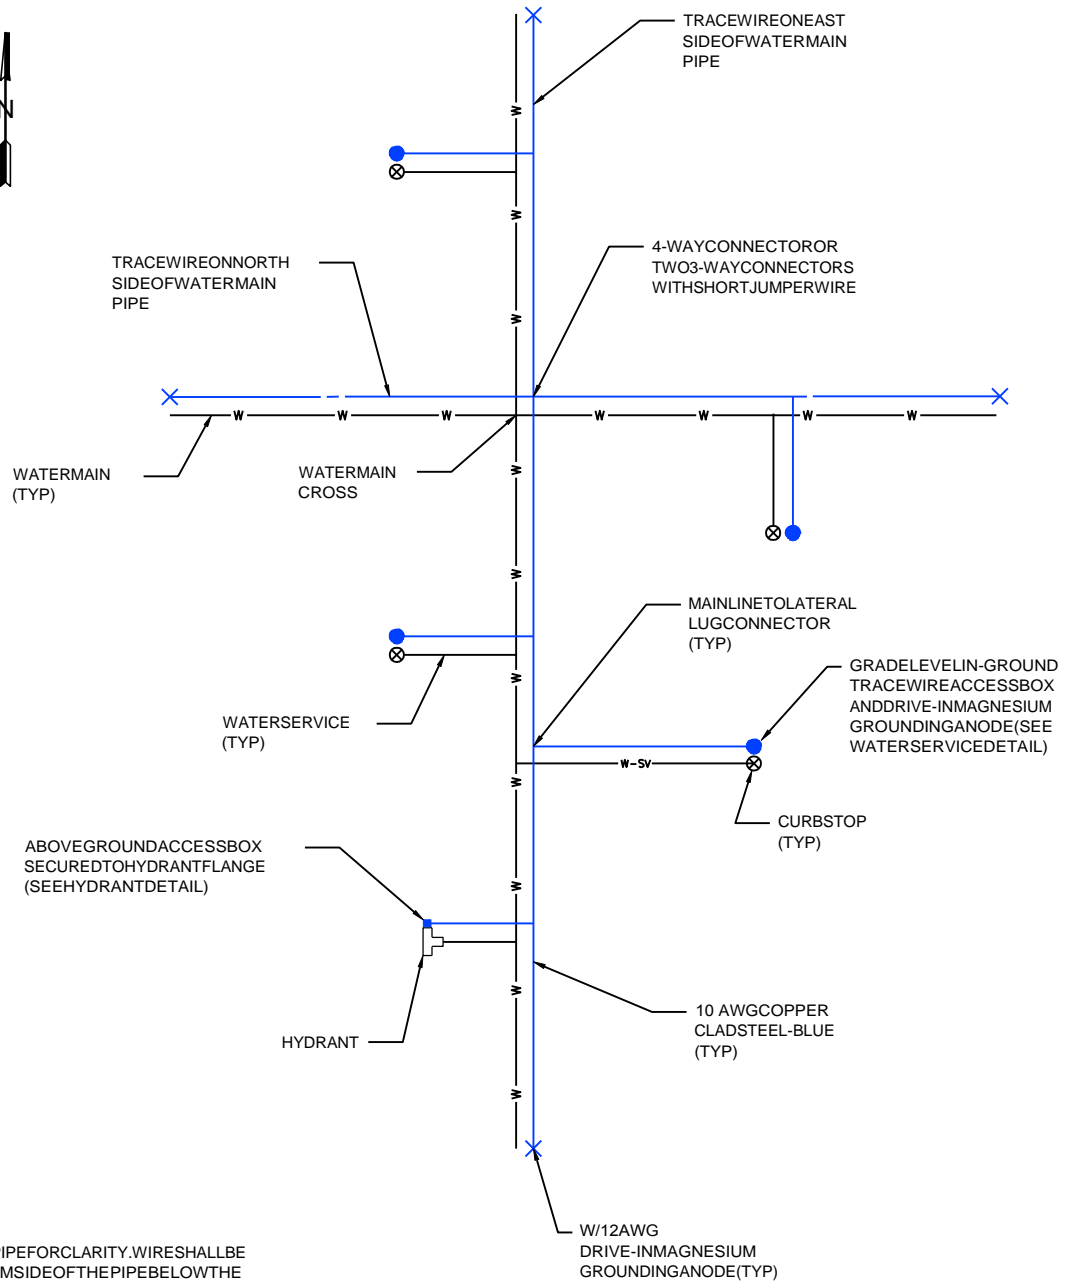 TRACEWIREONEAST
SIDEOFWATERMAIN
PIPE
N
W
W
TRACEWIREONNORTH
SIDEOFWATERMAIN
PIPE
4-WAYCONNECTOROR
TWO3-WAYCONNECTORS
WITHSHORTJUMPERWIRE
W
W W W W W W W
WATERMAIN
(TYP)
WATERMAIN
CROSS
W
W
MAINLINETOLATERAL
LUGCONNECTOR
(TYP)
GRADELEVELIN-GROUND
TRACEWIREACCESSBOX
ANDDRIVE-INMAGNESIUM
GROUNDINGANODE(SEE
WATERSERVICEDETAIL)
W
WATERSERVICE
(TYP)
W-SV
W
CURBSTOP
(TYP)
ABOVEGROUNDACCESSBOX
SECUREDTOHYDRANTFLANGE
(SEEHYDRANTDETAIL)
W
W
10 AWGCOPPER
CLADSTEEL-BLUE
(TYP)
HYDRANT
W
W/12AWG
DRIVE-INMAGNESIUM
GROUNDINGANODE(TYP)
IPEFORCLARITY.WIRESHALLBE
MSIDEOFTHEPIPEBELOWTHE